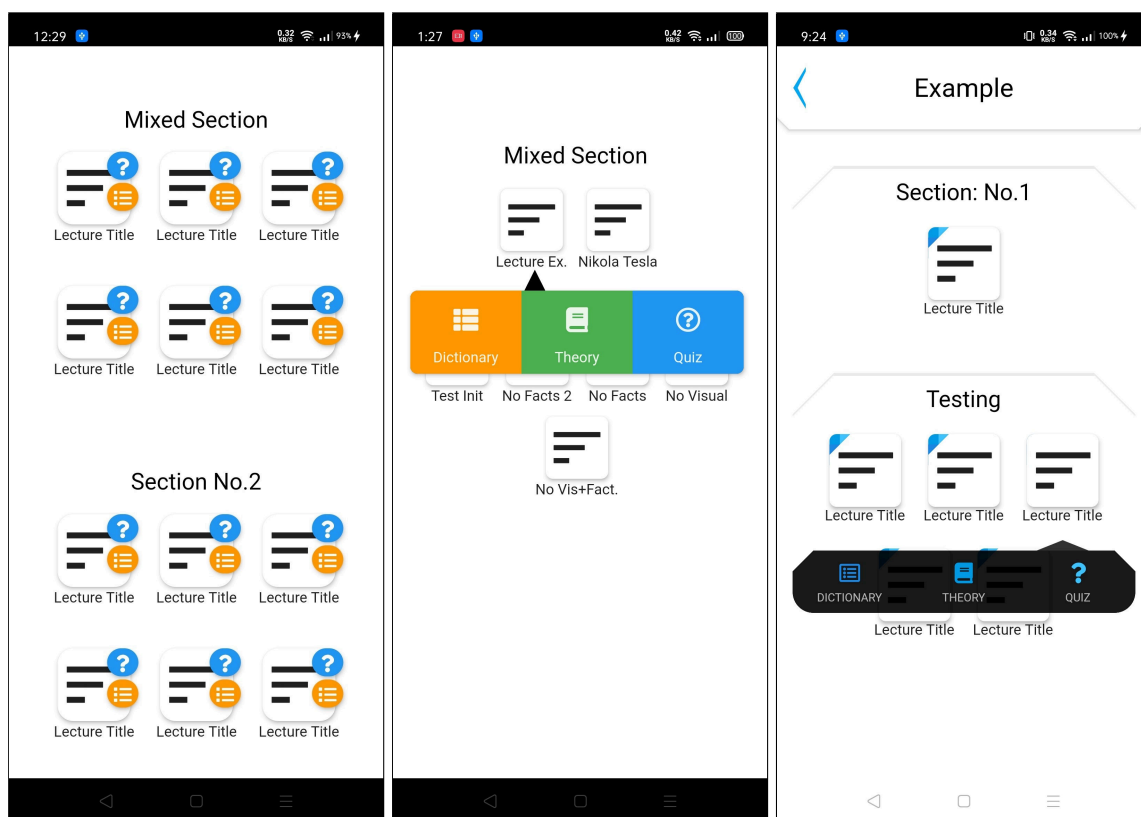 12:29
0.32
KB/S
93%
Mixed Section
Lecture Title Lecture Title Lecture Title
Lecture Title Lecture Title Lecture Title
Section No.2
Lecture Title Lecture Title Lecture Title
Lecture Title Lecture Title Lecture Title
1:27
0.42
KB/S
100
Mixed Section
Lecture Ex. Nikola Tesla
Dictionary Theory Quiz
Test Init No Facts 2 No Facts No Visual
No Vis+Fact.
9:24
0.34
KB/S
100%
Example
Section: No.1
Lecture Title
Testing
Lecture Title Lecture Title Lecture Title
DICTIONARY THEORY QUIZ
Lecture Title Lecture Title